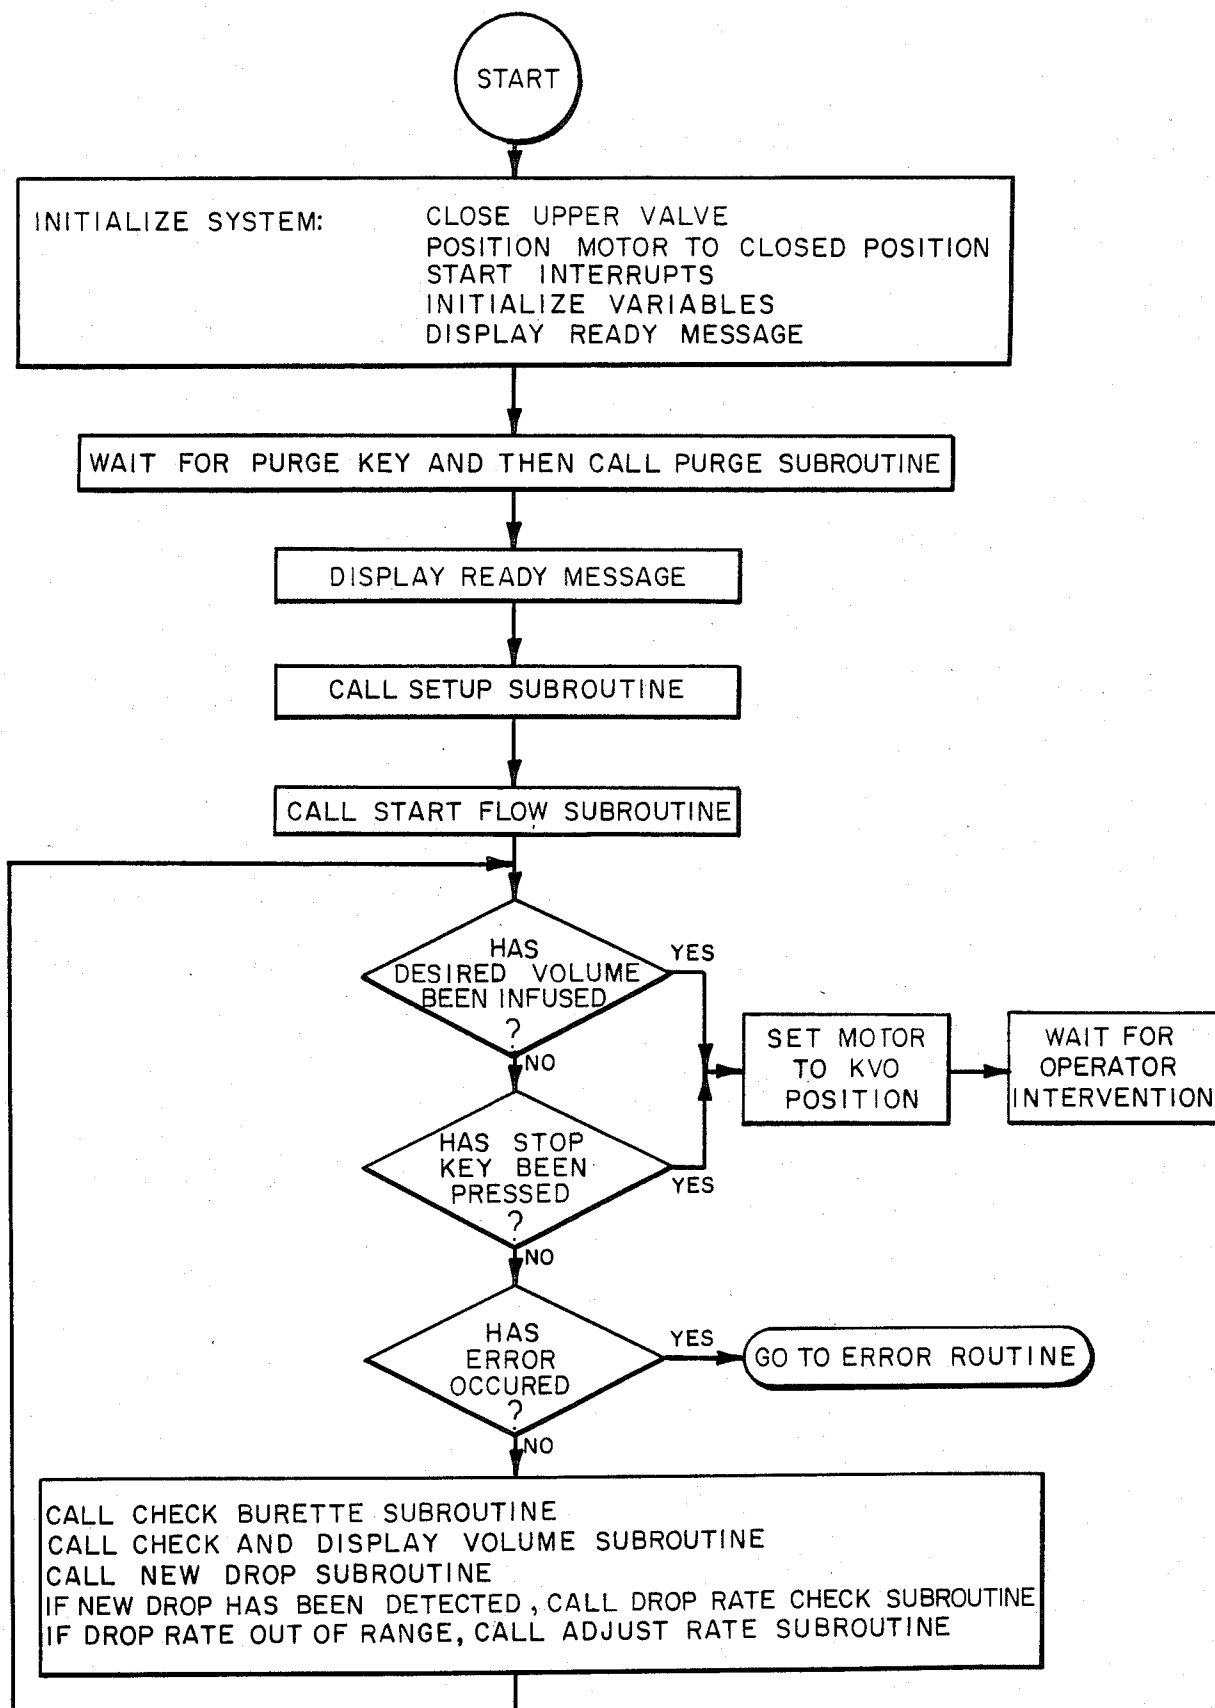 START
INITIALIZE SYSTEM:
CLOSE UPPER VALVE
POSITION MOTOR TO CLOSED POSITION
START INTERRUPTS
INITIALIZE VARIABLES
DISPLAY READY MESSAGE
WAIT FOR PURGE KEY AND THEN CALL PURGE SUBROUTINE
DISPLAY READY MESSAGE
CALL SETUP SUBROUTINE
CALL START FLOW SUBROUTINE
HAS
DESIRED VOLUME
BEEN INFUSED
?
YES
NO
SET MOTOR
TO KVO
POSITION
WAIT FOR
OPERATOR
INTERVENTION
HAS STOP
KEY BEEN
PRESSED
?
YES
NO
HAS
ERROR
OCCURED
?
YES
GO TO ERROR ROUTINE
NO
CALL CHECK BURETTE SUBROUTINE
CALL CHECK AND DISPLAY VOLUME SUBROUTINE
CALL NEW DROP SUBROUTINE
IF NEW DROP HAS BEEN DETECTED, CALL DROP RATE CHECK SUBROUTINE
IF DROP RATE OUT OF RANGE, CALL ADJUST RATE SUBROUTINE